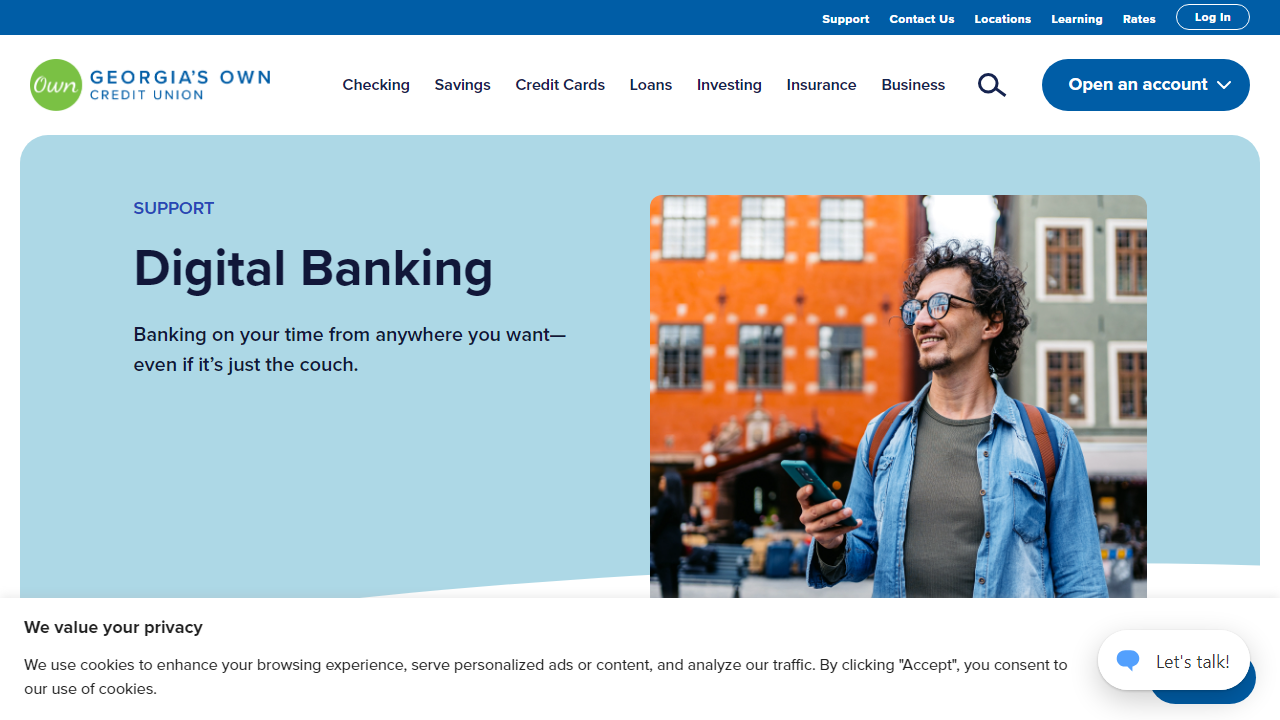 Support Contact Us Locations Learning Rates Log In
Own GEORGIA'S OWN
CREDIT UNION
Checking Savings Credit Cards Loans Investing Insurance Business Open an account
SUPPORT
Digital Banking
Banking on your time from anywhere you want—
even if it’s just the couch.
We value your privacy
We use cookies to enhance your browsing experience, serve personalized ads or content, and analyze our traffic. By clicking "Accept", you consent to
our use of cookies.
Let's talk!